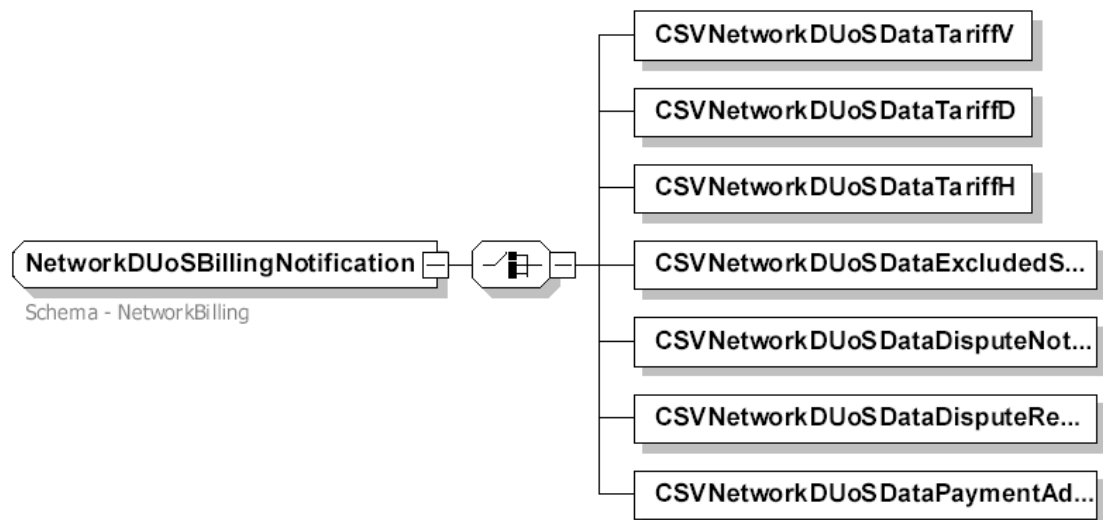 CSVNetworkDUoSDataTariffV
CSVNetworkDUoSDataTariffD
CSVNetworkDUoSDataTariffH
NetworkDUoSBillingNotification
Schema - NetworkBilling
CSVNetworkDUoSDataExcludedS...
CSVNetworkDUoSDataDisputeNot...
CSVNetworkDUoSDataDisputeRe...
CSVNetworkDUoSDataPaymentAd...